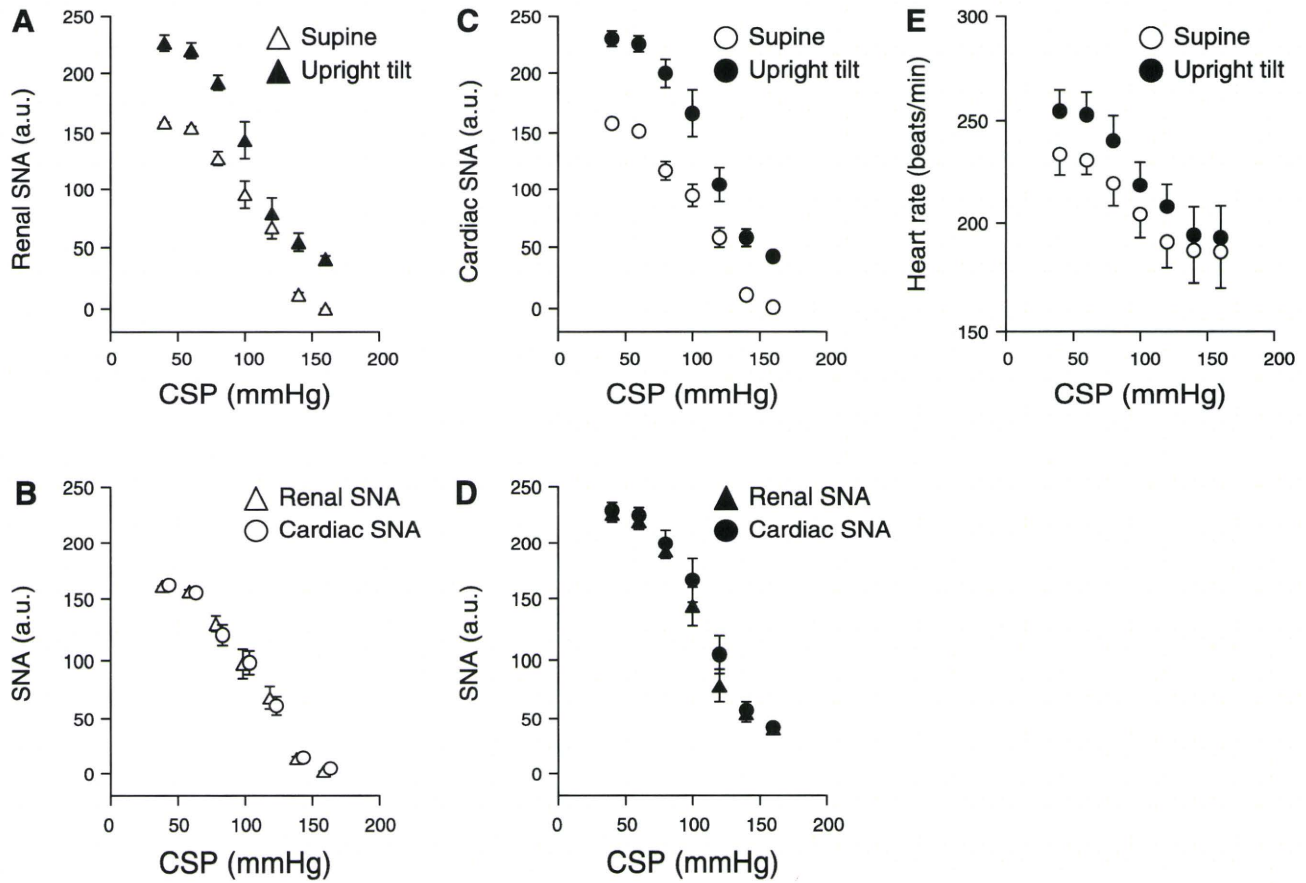 A
250
200
150
100
50
0
Renal SNA (a.u.)
Supine
Upright tilt
0 50 100 150 200
CSP (mmHg)
C
250
200
150
100
50
0
Cardiac SNA (a.u.)
Supine
Upright tilt
0 50 100 150 200
CSP (mmHg)
E
300
250
200
150
Heart rate (beats/min)
Supine
Upright tilt
0 50 100 150 200
CSP (mmHg)
B
250
200
150
100
50
0
SNA (a.u.)
Renal SNA
Cardiac SNA
0 50 100 150 200
CSP (mmHg)
D
250
200
150
100
50
0
SNA (a.u.)
Renal SNA
Cardiac SNA
0 50 100 150 200
CSP (mmHg)